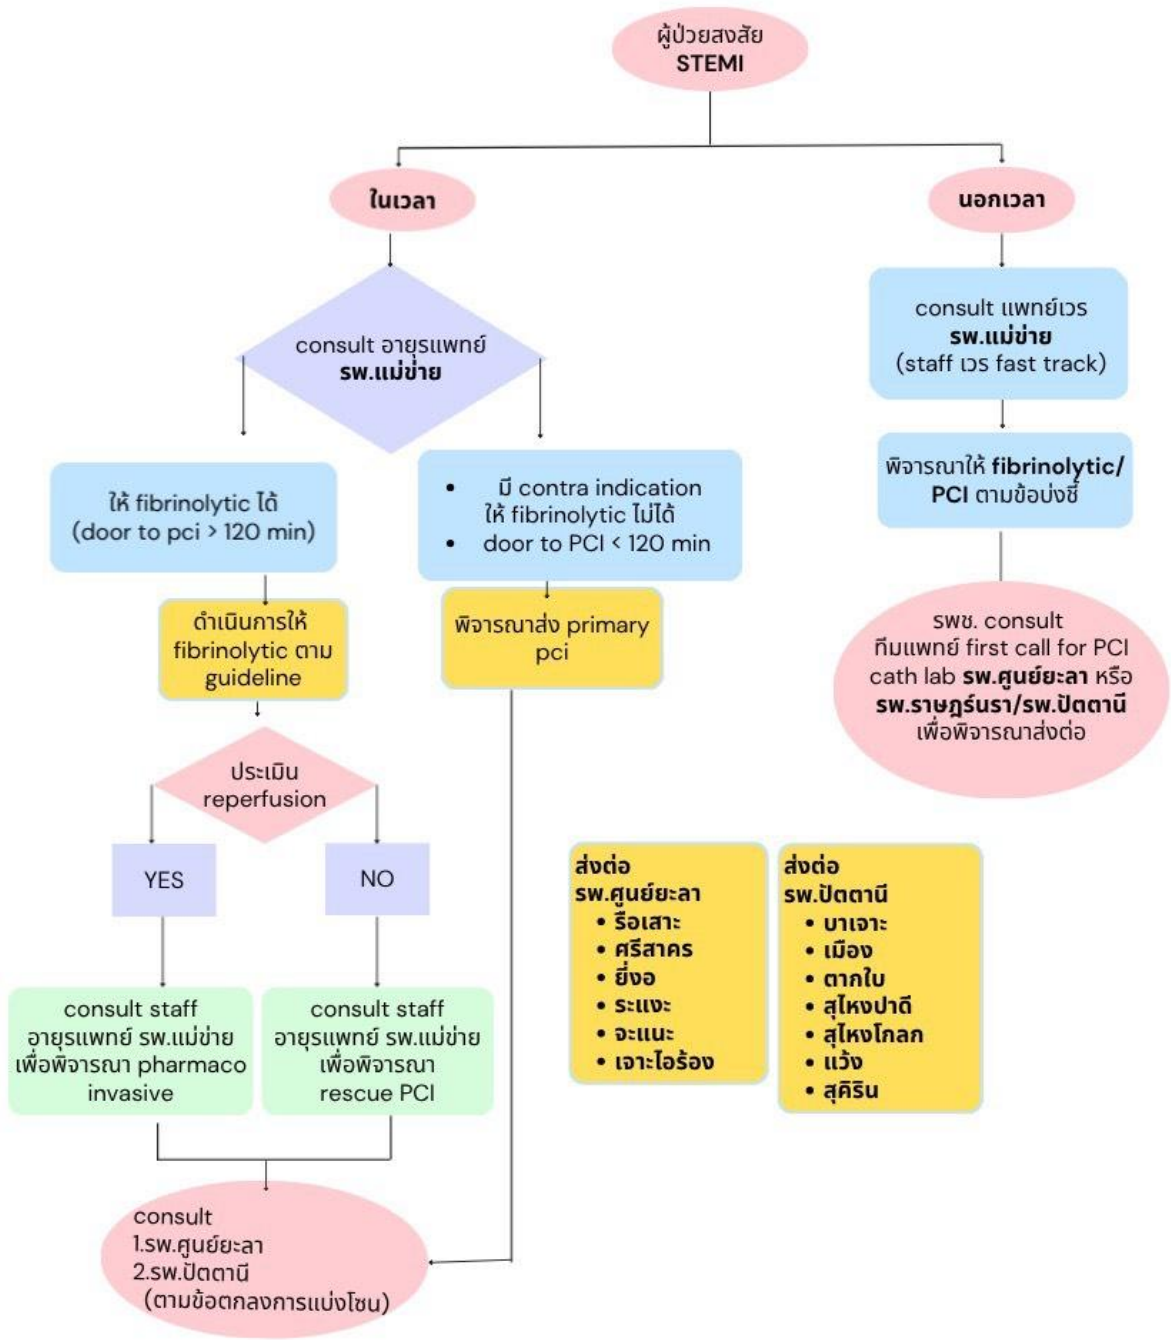 ผู้ป่วยสงสัย
STEMI
ในเวลา
นอกเวลา
consult อายุรแพทย์
รพ.แม่ข่าย
consult แพทย์เวร
รพ.แม่ข่าย
(staff เวร fast track)
ให้ fibrinolytic ได้
(door to pci > 120 min)
• มี contra indication
ให้ fibrinolytic ไม่ได้
• door to PCI < 120 min
พิจารณาให้ fibrinolytic/
PCI ตามข้อบ่งชี้
ดำเนินการให้
fibrinolytic ตาม
guideline
พิจารณาส่ง primary
pci
รพช. consult
ทีมแพทย์ first call for PCI
cath lab รพ.ศูนย์ยะลา หรือ
รพ.ราษฎร์นรา/รพ.ปัตตานี
เพื่อพิจารณาส่งต่อ
ประเมิน
reperfusion
YES
NO
consult staff
อายุรแพทย์ รพ.แม่ข่าย
เพื่อพิจารณา pharmaco
invasive
consult staff
อายุรแพทย์ รพ.แม่ข่าย
เพื่อพิจารณา
rescue PCI
ส่งต่อ
รพ.ศูนย์ยะลา
• รือเสาะ
• ศรีสาคร
• ยี่งอ
• ระแงะ
• จะแนะ
• เจาะไอร้อง
ส่งต่อ
รพ.ปัตตานี
• บาเจาะ
• เมือง
• ตากใบ
• สุไหงปาดี
• สุไหงโกลก
• แว้ง
• สุคิริน
consult
1.รพ.ศูนย์ยะลา
2.รพ.ปัตตานี
(ตามข้อตกลงการแบ่งโซน)